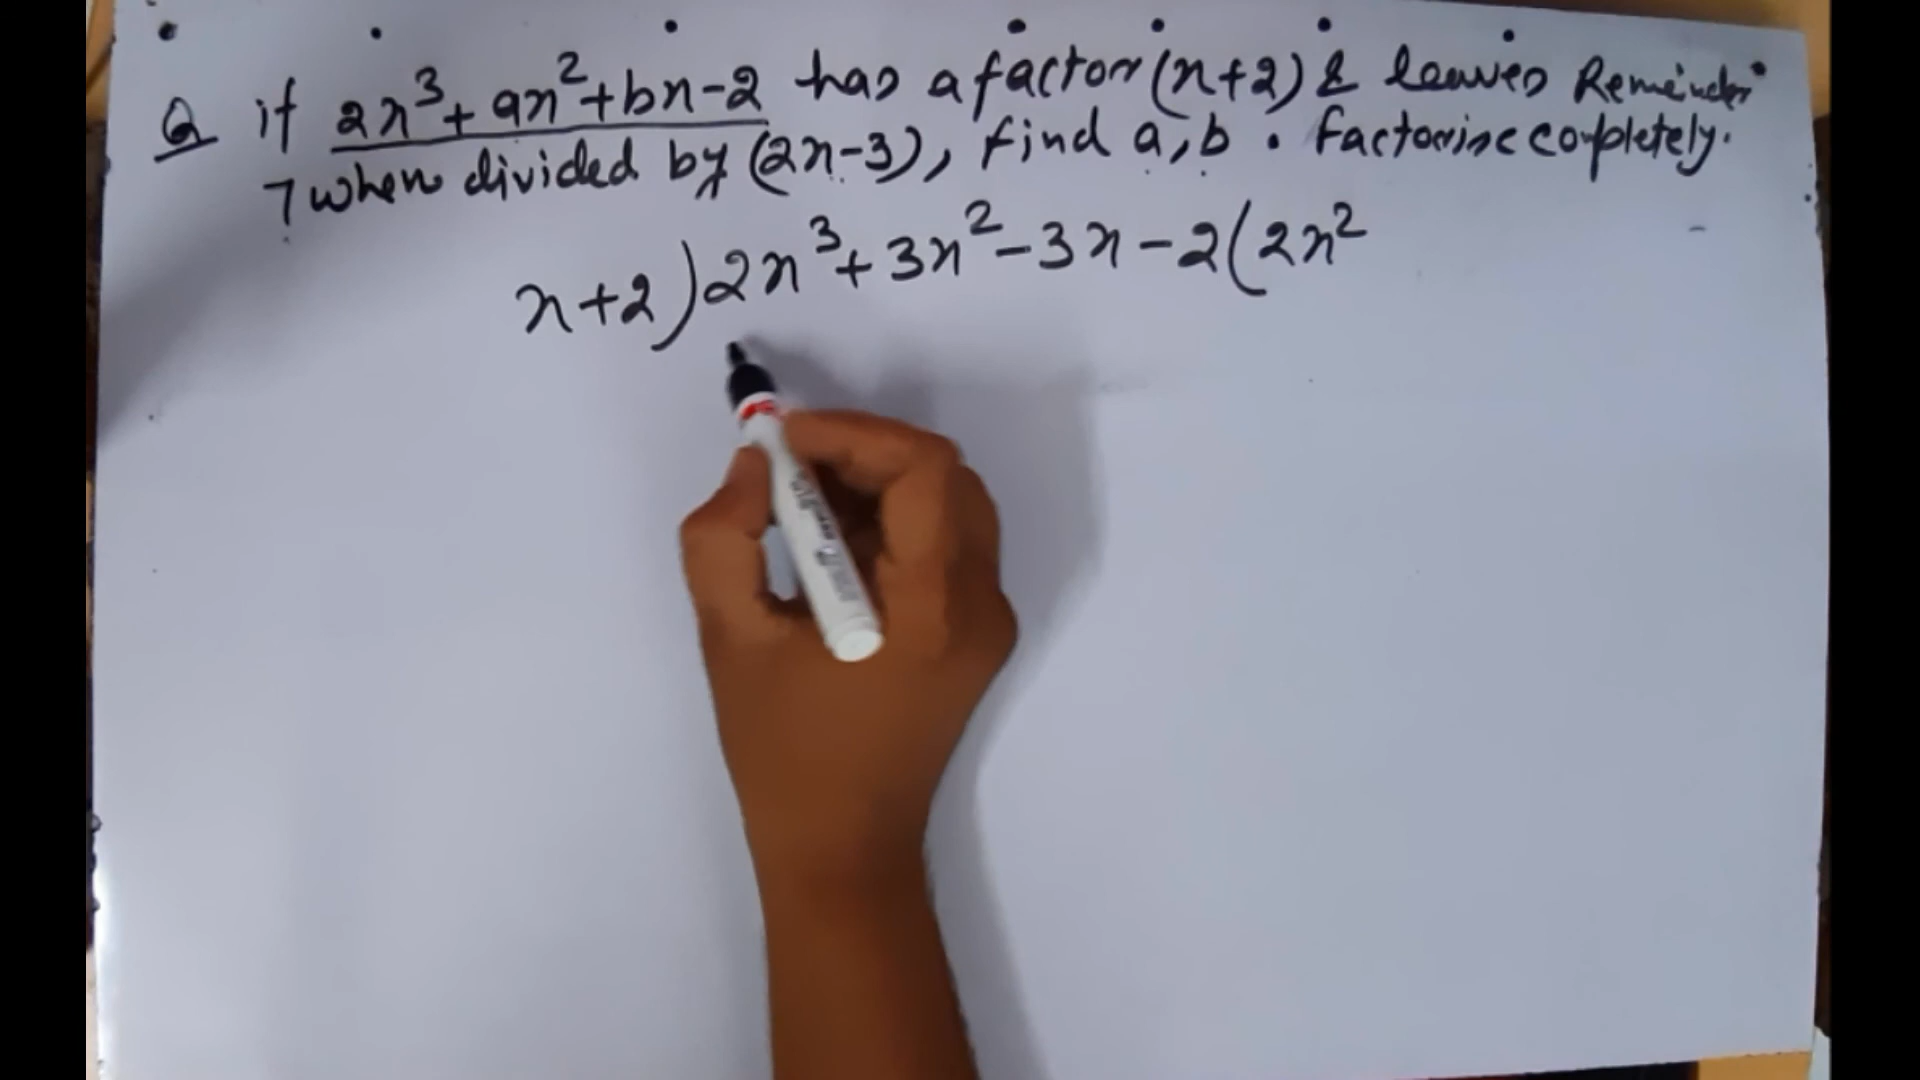 Q if 2x³+ax²+bx-2 has a factor (x+2) & leaves Remainder
7 when divided by (2x-3), find a, b. factorise completely.
x+2)2x³+3x²-3x-2(2x²